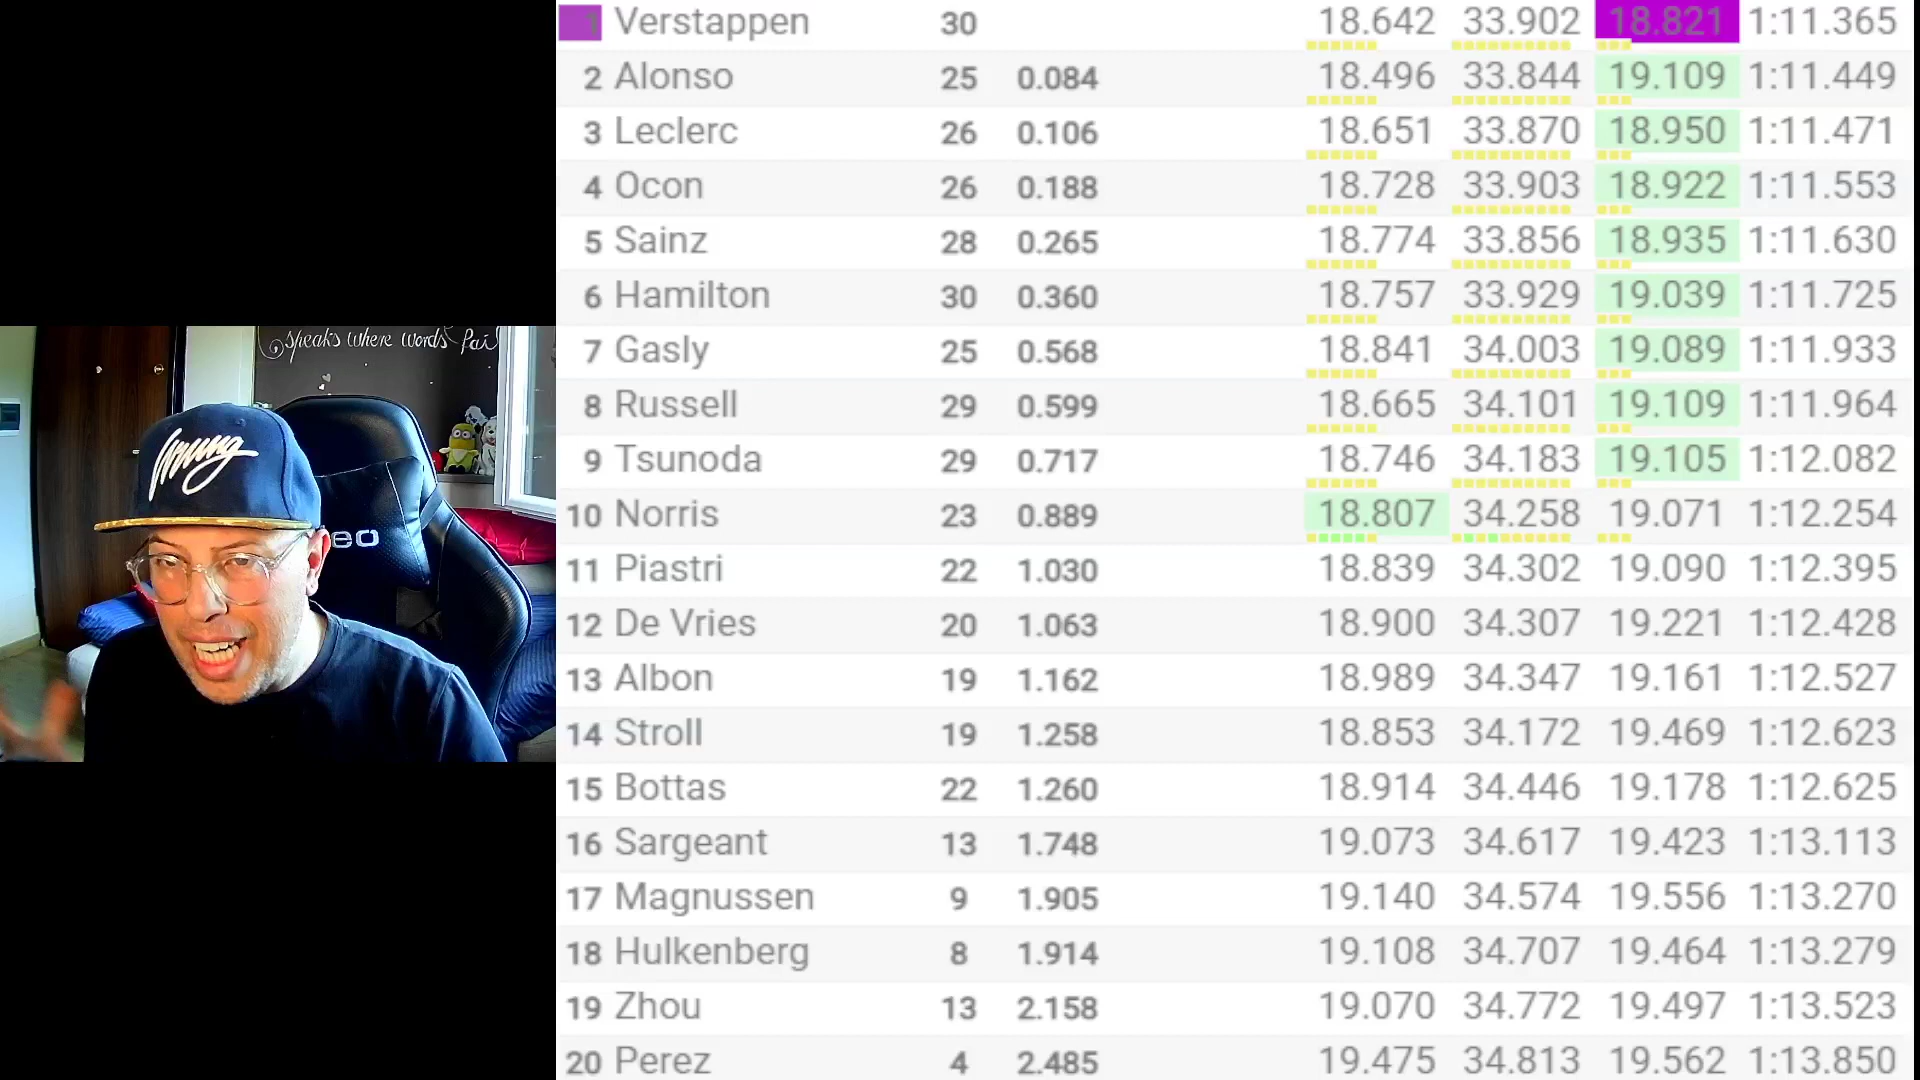 speaks where words fail
eo
1 Verstappen 30 18.642 33.902 18.821 1:11.365
2 Alonso 25 0.084 18.496 33.844 19.109 1:11.449
3 Leclerc 26 0.106 18.651 33.870 18.950 1:11.471
4 Ocon 26 0.188 18.728 33.903 18.922 1:11.553
5 Sainz 28 0.265 18.774 33.856 18.935 1:11.630
6 Hamilton 30 0.360 18.757 33.929 19.039 1:11.725
7 Gasly 25 0.568 18.841 34.003 19.089 1:11.933
8 Russell 29 0.599 18.665 34.101 19.109 1:11.964
9 Tsunoda 29 0.717 18.746 34.183 19.105 1:12.082
10 Norris 23 0.889 18.807 34.258 19.071 1:12.254
11 Piastri 22 1.030 18.839 34.302 19.090 1:12.395
12 De Vries 20 1.063 18.900 34.307 19.221 1:12.428
13 Albon 19 1.162 18.989 34.347 19.161 1:12.527
14 Stroll 19 1.258 18.853 34.172 19.469 1:12.623
15 Bottas 22 1.260 18.914 34.446 19.178 1:12.625
16 Sargeant 13 1.748 19.073 34.617 19.423 1:13.113
17 Magnussen 9 1.905 19.140 34.574 19.556 1:13.270
18 Hulkenberg 8 1.914 19.108 34.707 19.464 1:13.279
19 Zhou 13 2.158 19.070 34.772 19.497 1:13.523
20 Perez 4 2.485 19.475 34.813 19.562 1:13.850